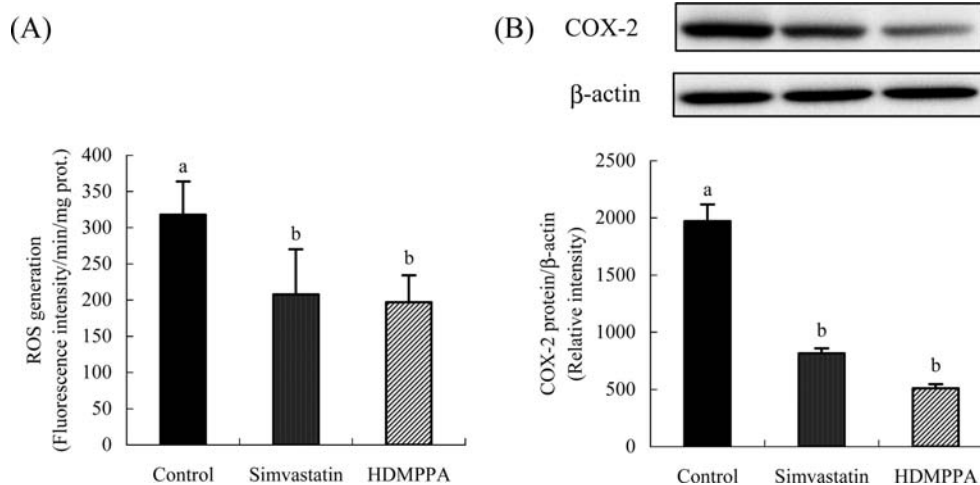 (A)
ROS generation
(Fluorescence intensity/min/mg prot.)
400
350
300
250
200
150
100
50
0
a
b
b
Control Simvastatin HDMPPA
(B)
COX-2
β-actin
COX-2 protein/β-actin
(Relative intensity)
2500
2000
1500
1000
500
0
a
b
b
Control Simvastatin HDMPPA